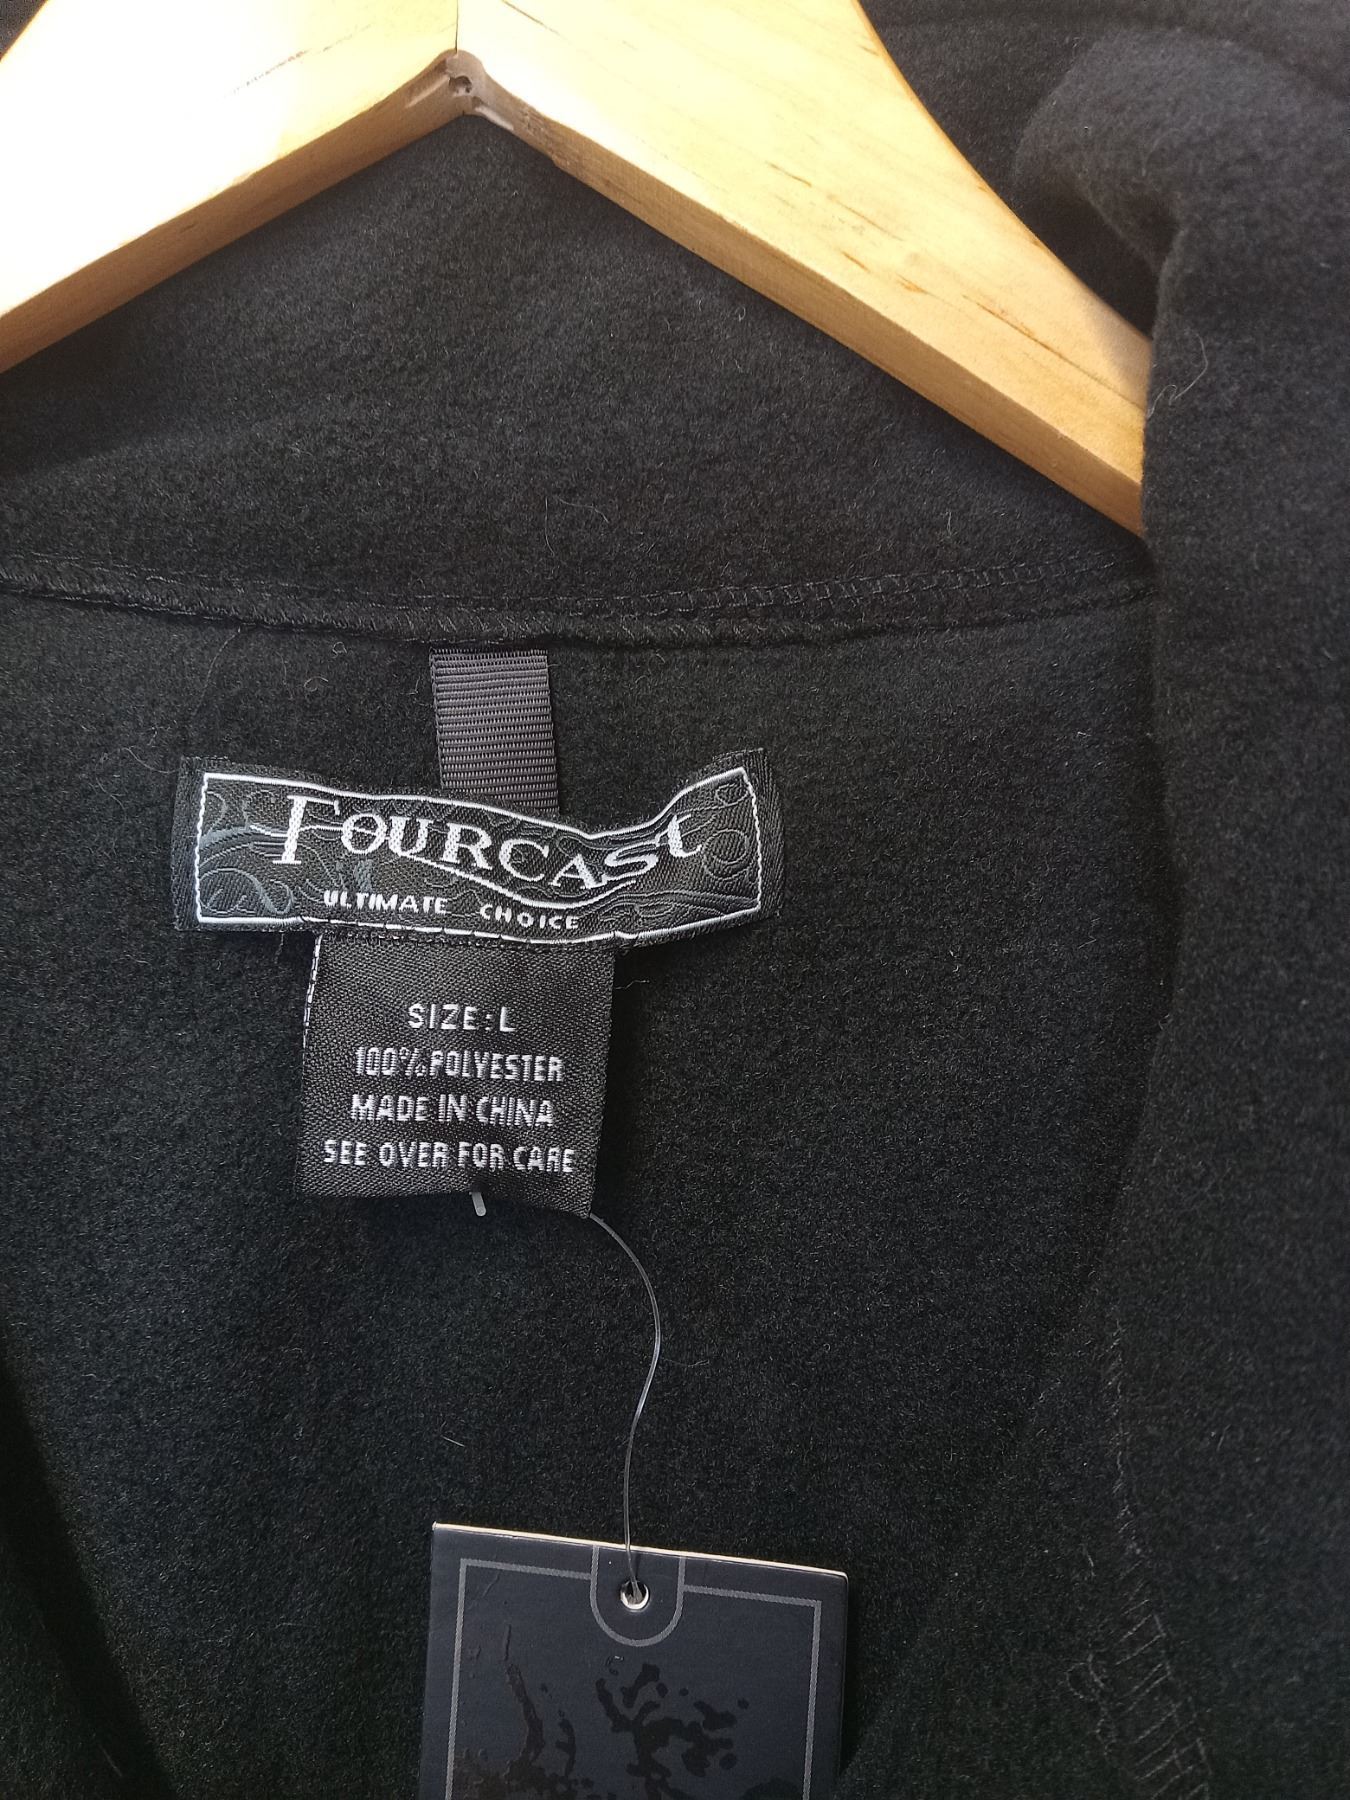 FOURCASt
ULTIMATE CHOICE
SIZE: L
100% POLYESTER
MADE IN CHINA
SEE OVER FOR CARE